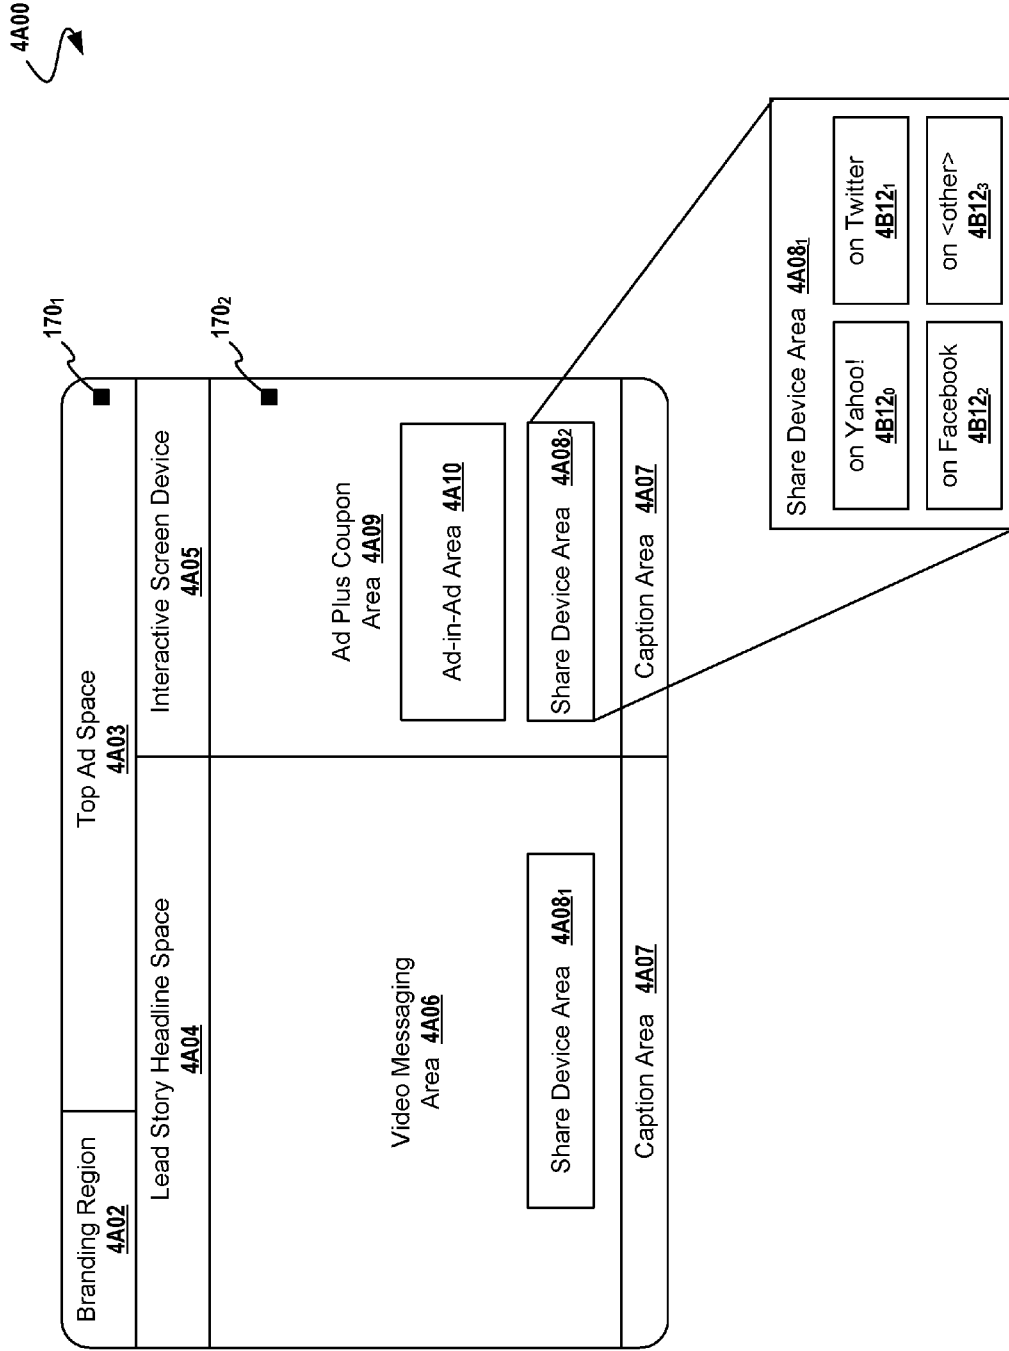 4A00
170₁
170₂
Branding Region
4A02
Top Ad Space
4A03
Lead Story Headline Space
4A04
Interactive Screen Device
4A05
Video Messaging
Area 4A06
Share Device Area 4A08₁
Caption Area 4A07
Ad Plus Coupon
Area 4A09
Ad-in-Ad Area 4A10
Share Device Area 4A08₂
Caption Area 4A07
Share Device Area 4A08₁
on Yahoo!
4B12₀
on Twitter
4B12₁
on Facebook
4B12₂
on <other>
4B12₃